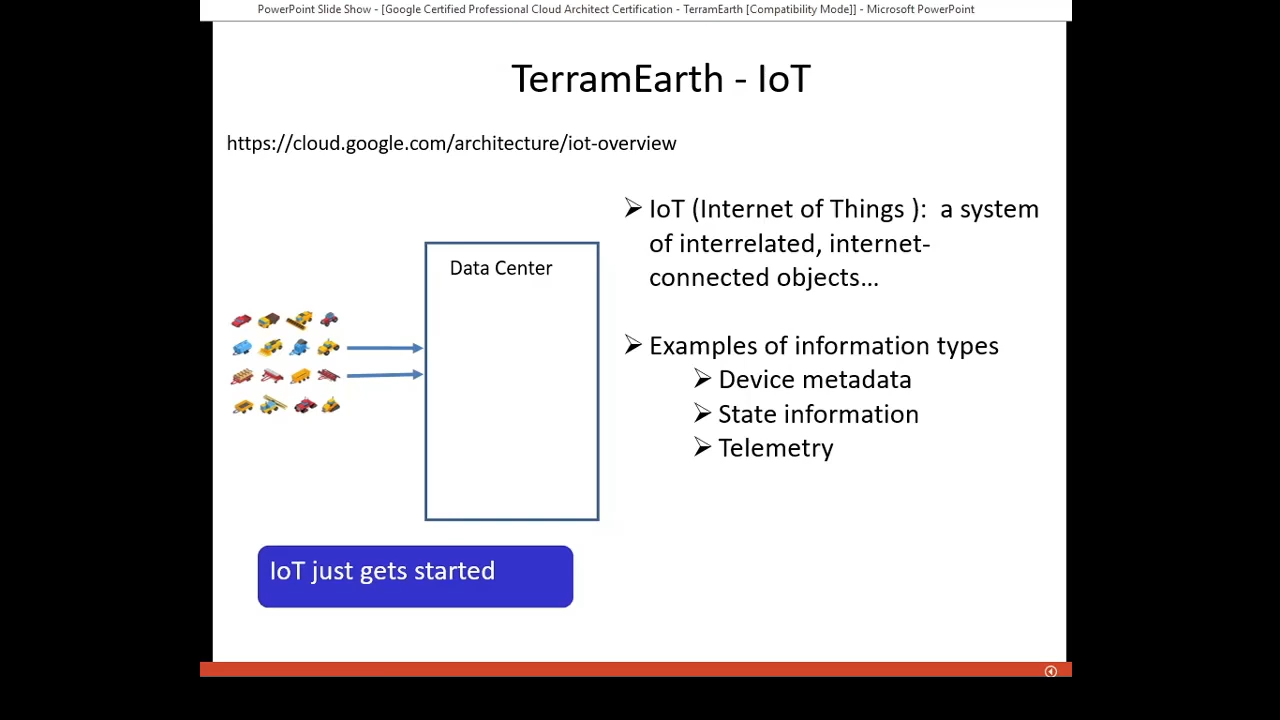 PowerPoint Slide Show - [Google Certified Professional Cloud Architect Certification - TerramEarth [Compatibility Mode]] - Microsoft PowerPoint
TerramEarth - IoT
https://cloud.google.com/architecture/iot-overview
Data Center
IoT just gets started
IoT (Internet of Things ): a system
of interrelated, internet-
connected objects…
Examples of information types
Device metadata
State information
Telemetry